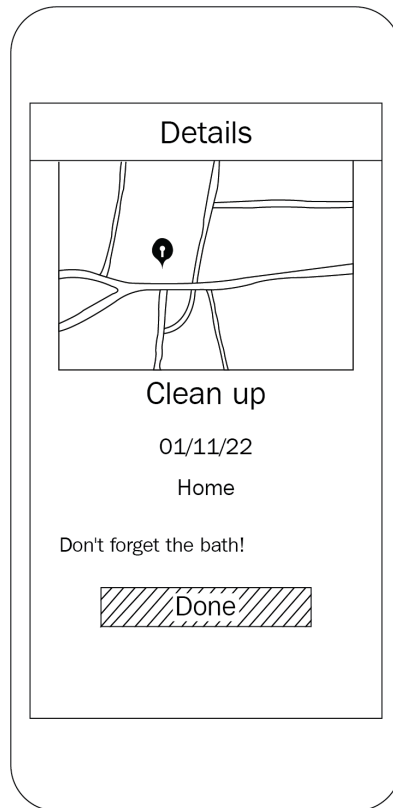 Details
Clean up
01/11/22
Home
Don't forget the bath!
Done